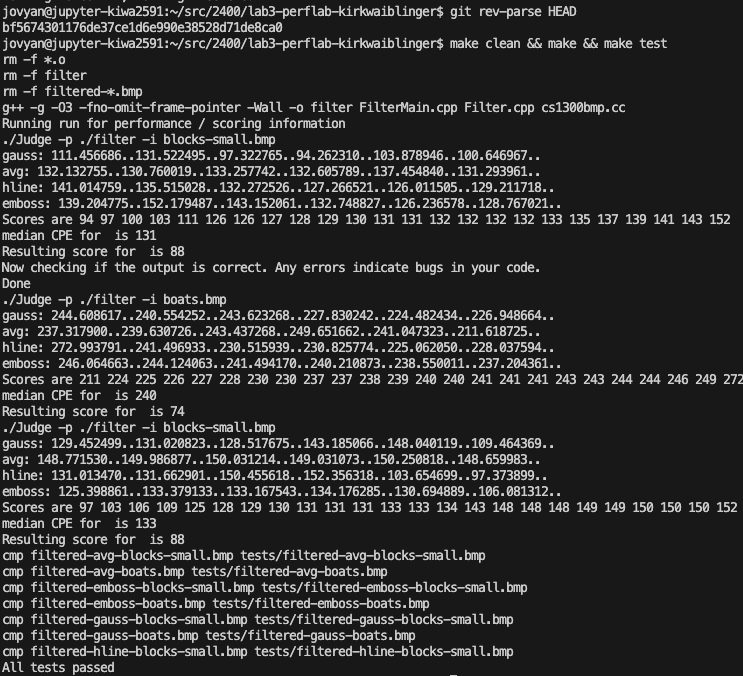 jovyan@jupyter-kiwa2591:~/src/2400/lab3-perflab-kirkwaiblinger$ git rev-parse HEAD
bf5674301176de37ce1d6e990e38528d71de8ca0
jovyan@jupyter-kiwa2591:~/src/2400/lab3-perflab-kirkwaiblinger$ make clean && make && make test
rm -f *.o
rm -f filter
rm -f filtered-*.bmp
g++ -g -O3 -fno-omit-frame-pointer -Wall -o filter FilterMain.cpp Filter.cpp cs1300bmp.cc
Running run for performance / scoring information
./Judge -p ./filter -i blocks-small.bmp
gauss: 111.456686..131.522495..97.322765..94.262310..103.878946..100.646967..
avg: 132.132755..130.760019..133.257742..132.605789..137.454840..131.293961..
hline: 141.014759..135.515028..132.272526..127.266521..126.011505..129.211718..
emboss: 139.204775..152.179487..143.152061..132.748827..126.236578..128.767021..
Scores are 94 97 100 103 111 126 126 127 128 129 130 131 131 132 132 132 132 133 135 137 139 141 143 152
median CPE for  is 131
Resulting score for  is 88
Now checking if the output is correct. Any errors indicate bugs in your code.
Done
./Judge -p ./filter -i boats.bmp
gauss: 244.608617..240.554252..243.623268..227.830242..224.482434..226.948664..
avg: 237.317900..239.630726..243.437268..249.651662..241.047323..211.618725..
hline: 272.993791..241.496933..230.515939..230.825774..225.062050..228.037594..
emboss: 246.064663..244.124063..241.494170..240.210873..238.550011..237.204361..
Scores are 211 224 225 226 227 228 230 230 237 237 238 239 240 240 241 241 241 243 243 244 244 246 249 272
median CPE for  is 240
Resulting score for  is 74
./Judge -p ./filter -i blocks-small.bmp
gauss: 129.452499..131.020823..128.517675..143.185066..148.040119..109.464369..
avg: 148.771530..149.986877..150.031214..149.031073..150.250818..148.659983..
hline: 131.013470..131.662901..150.455618..152.356318..103.654699..97.373899..
emboss: 125.398861..133.379133..133.167543..134.176285..130.694889..106.081312..
Scores are 97 103 106 109 125 128 129 130 131 131 131 133 133 134 143 148 148 148 149 149 150 150 150 152
median CPE for  is 133
Resulting score for  is 88
cmp filtered-avg-blocks-small.bmp tests/filtered-avg-blocks-small.bmp
cmp filtered-avg-boats.bmp tests/filtered-avg-boats.bmp
cmp filtered-emboss-blocks-small.bmp tests/filtered-emboss-blocks-small.bmp
cmp filtered-emboss-boats.bmp tests/filtered-emboss-boats.bmp
cmp filtered-gauss-blocks-small.bmp tests/filtered-gauss-blocks-small.bmp
cmp filtered-gauss-boats.bmp tests/filtered-gauss-boats.bmp
cmp filtered-hline-blocks-small.bmp tests/filtered-hline-blocks-small.bmp
All tests passed